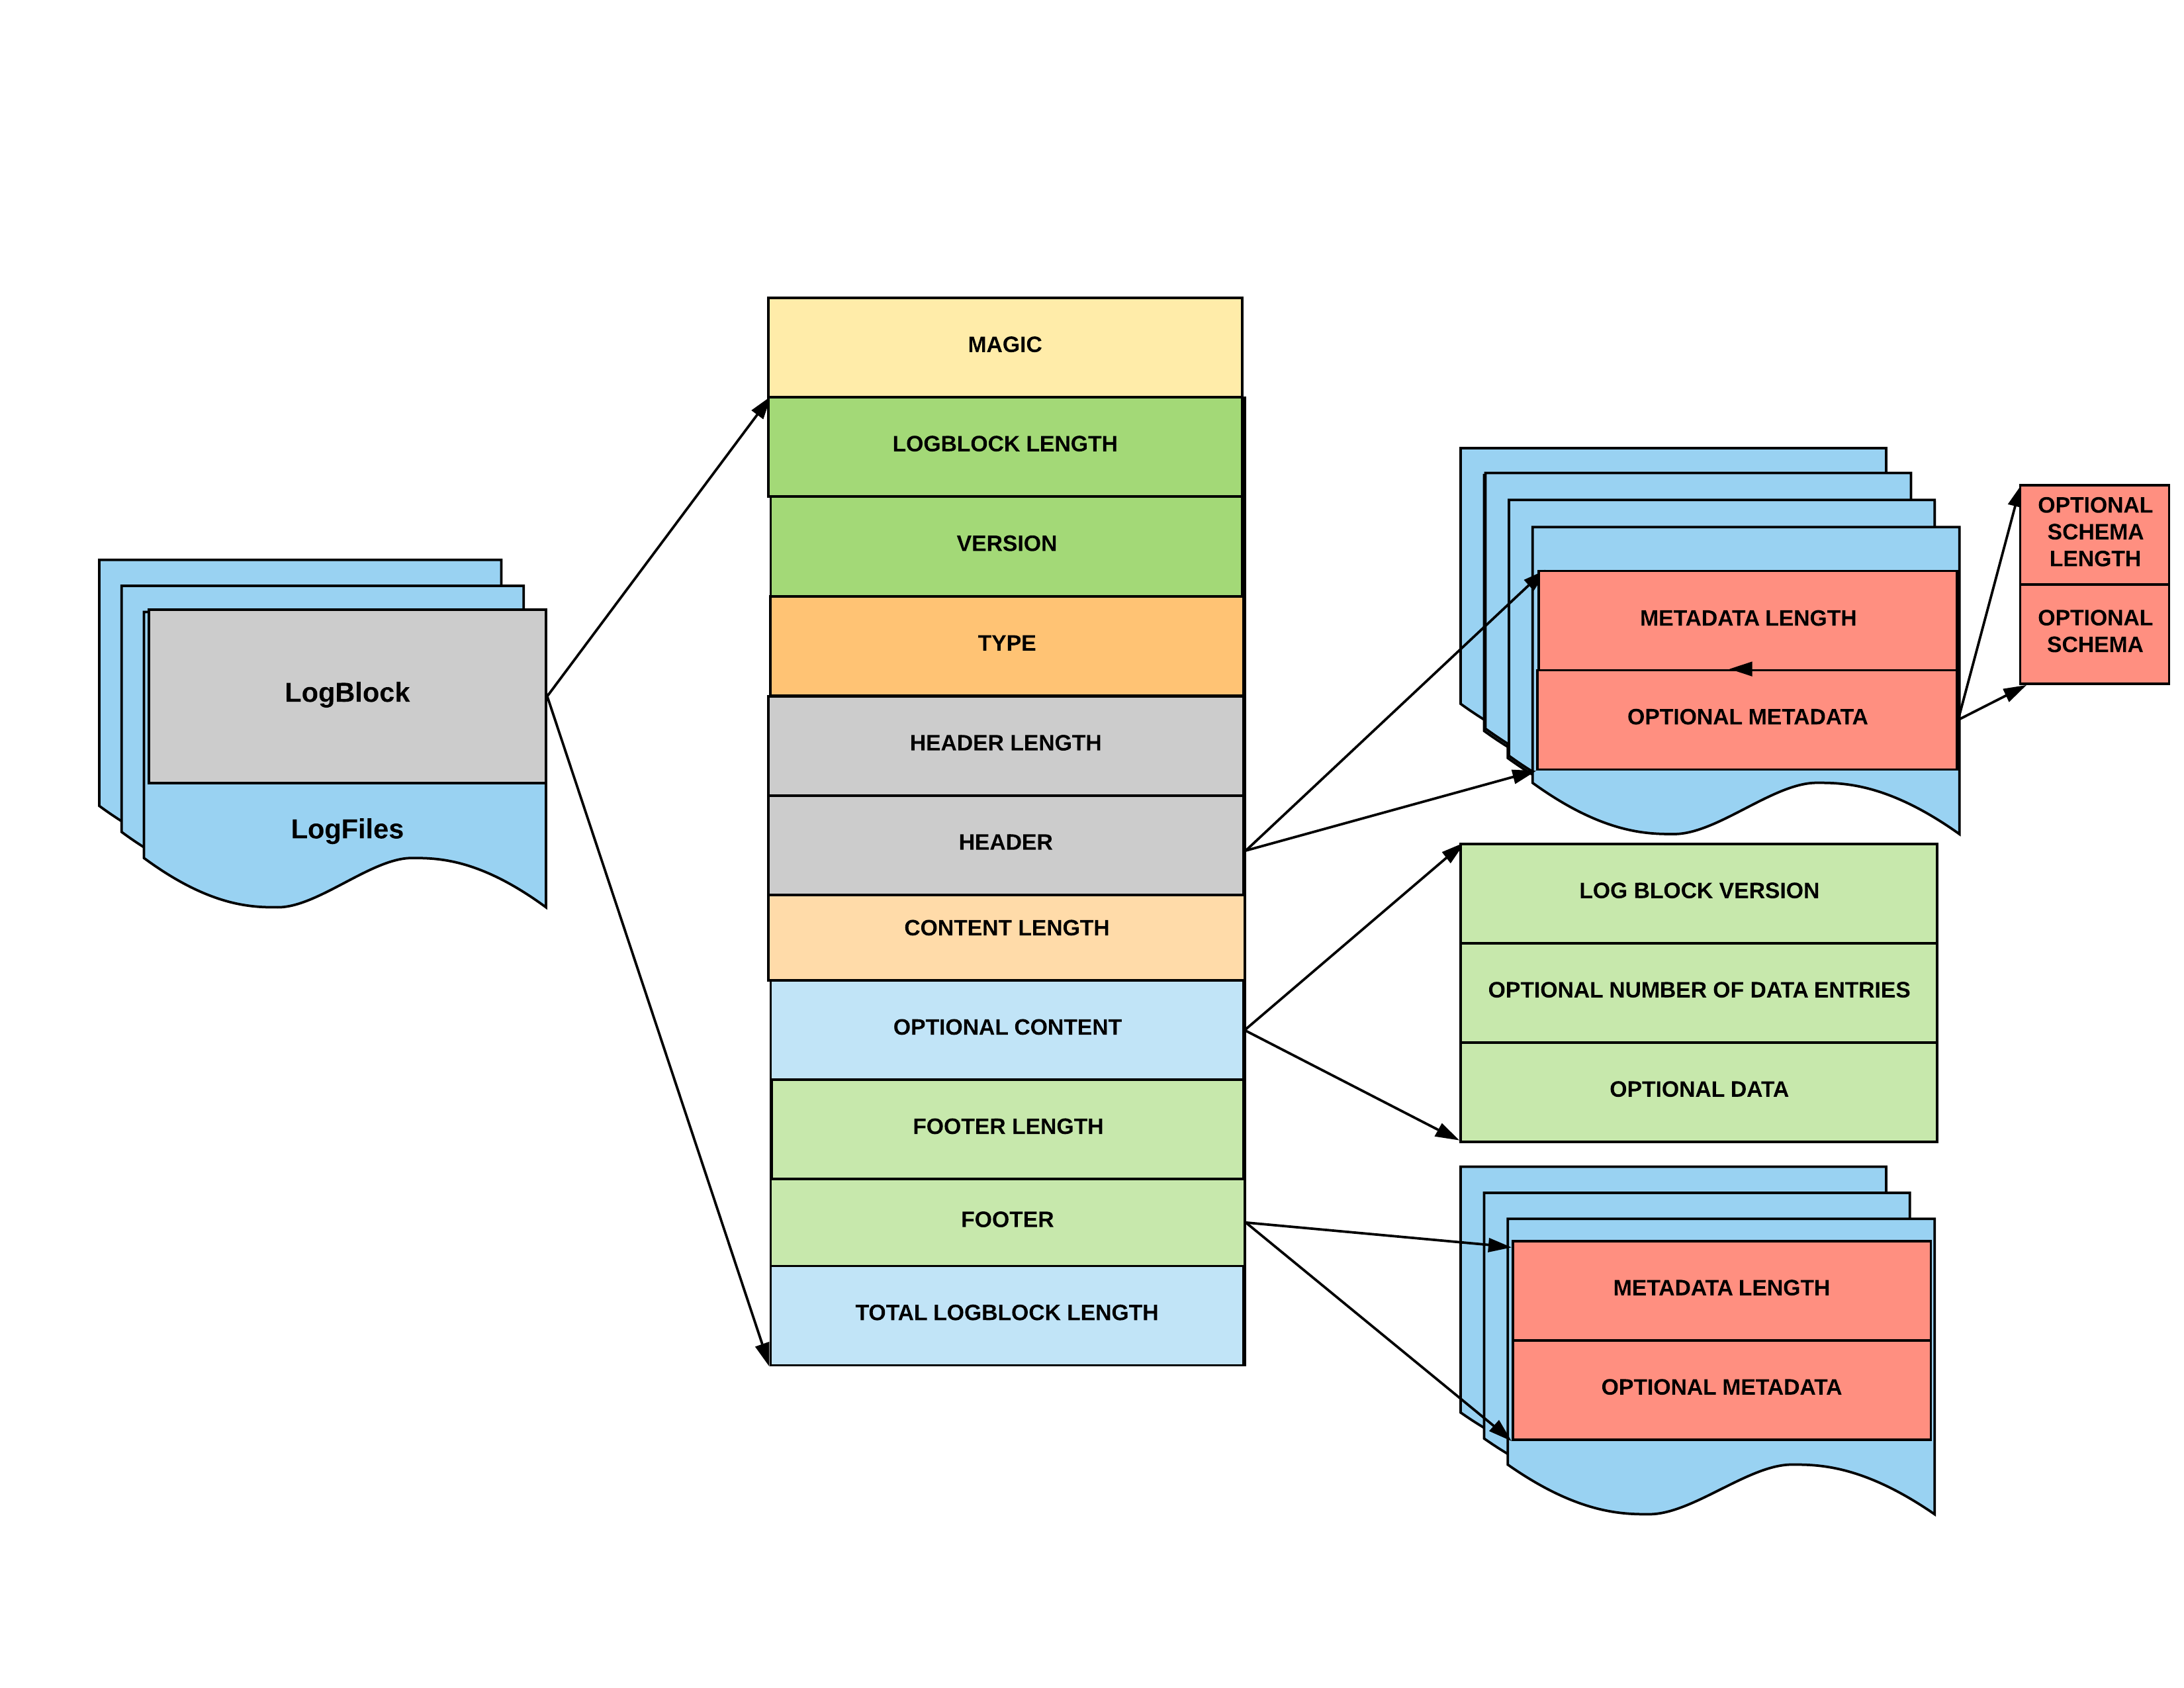 LogBlock
LogFiles
MAGIC
LOGBLOCK LENGTH
VERSION
TYPE
HEADER LENGTH
HEADER
CONTENT LENGTH
OPTIONAL CONTENT
FOOTER LENGTH
FOOTER
TOTAL LOGBLOCK LENGTH
METADATA LENGTH
OPTIONAL METADATA
OPTIONAL
SCHEMA
LENGTH
OPTIONAL
SCHEMA
LOG BLOCK VERSION
OPTIONAL NUMBER OF DATA ENTRIES
OPTIONAL DATA
METADATA LENGTH
OPTIONAL METADATA